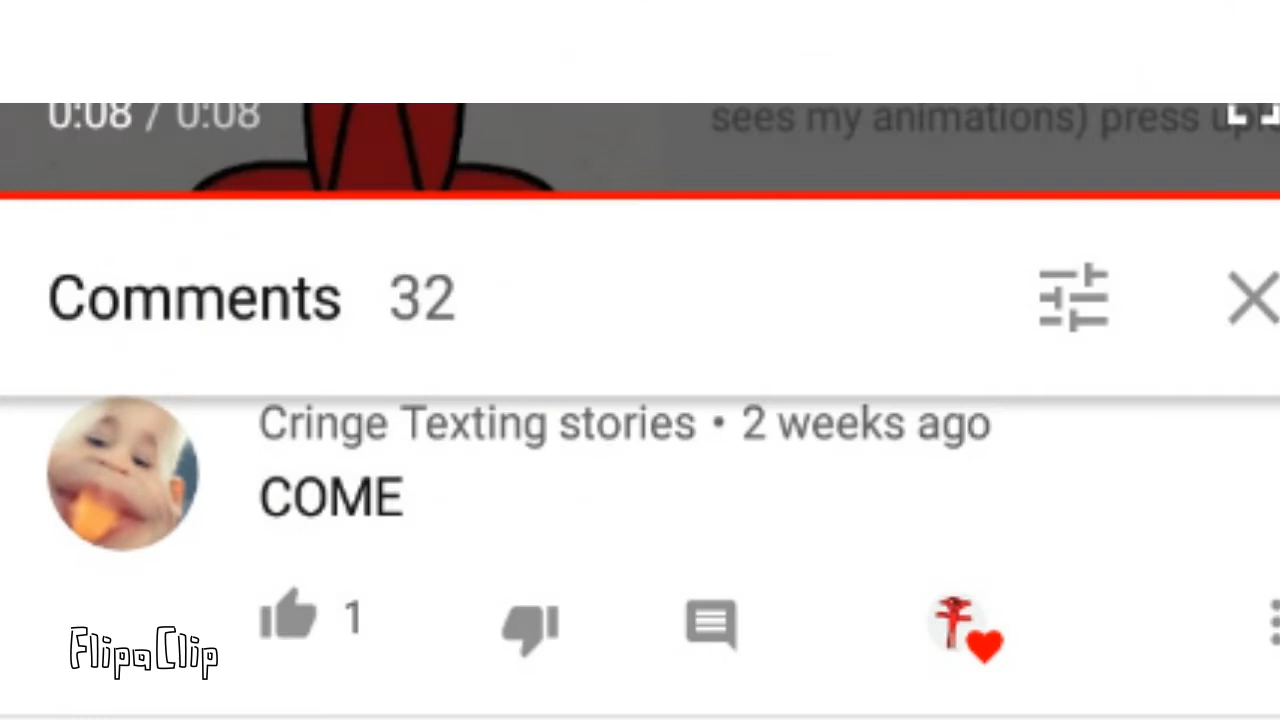 0:08 / 0:08
sees my animations) press
Comments 32
Cringe Texting stories • 2 weeks ago
COME
1
FlipaClip